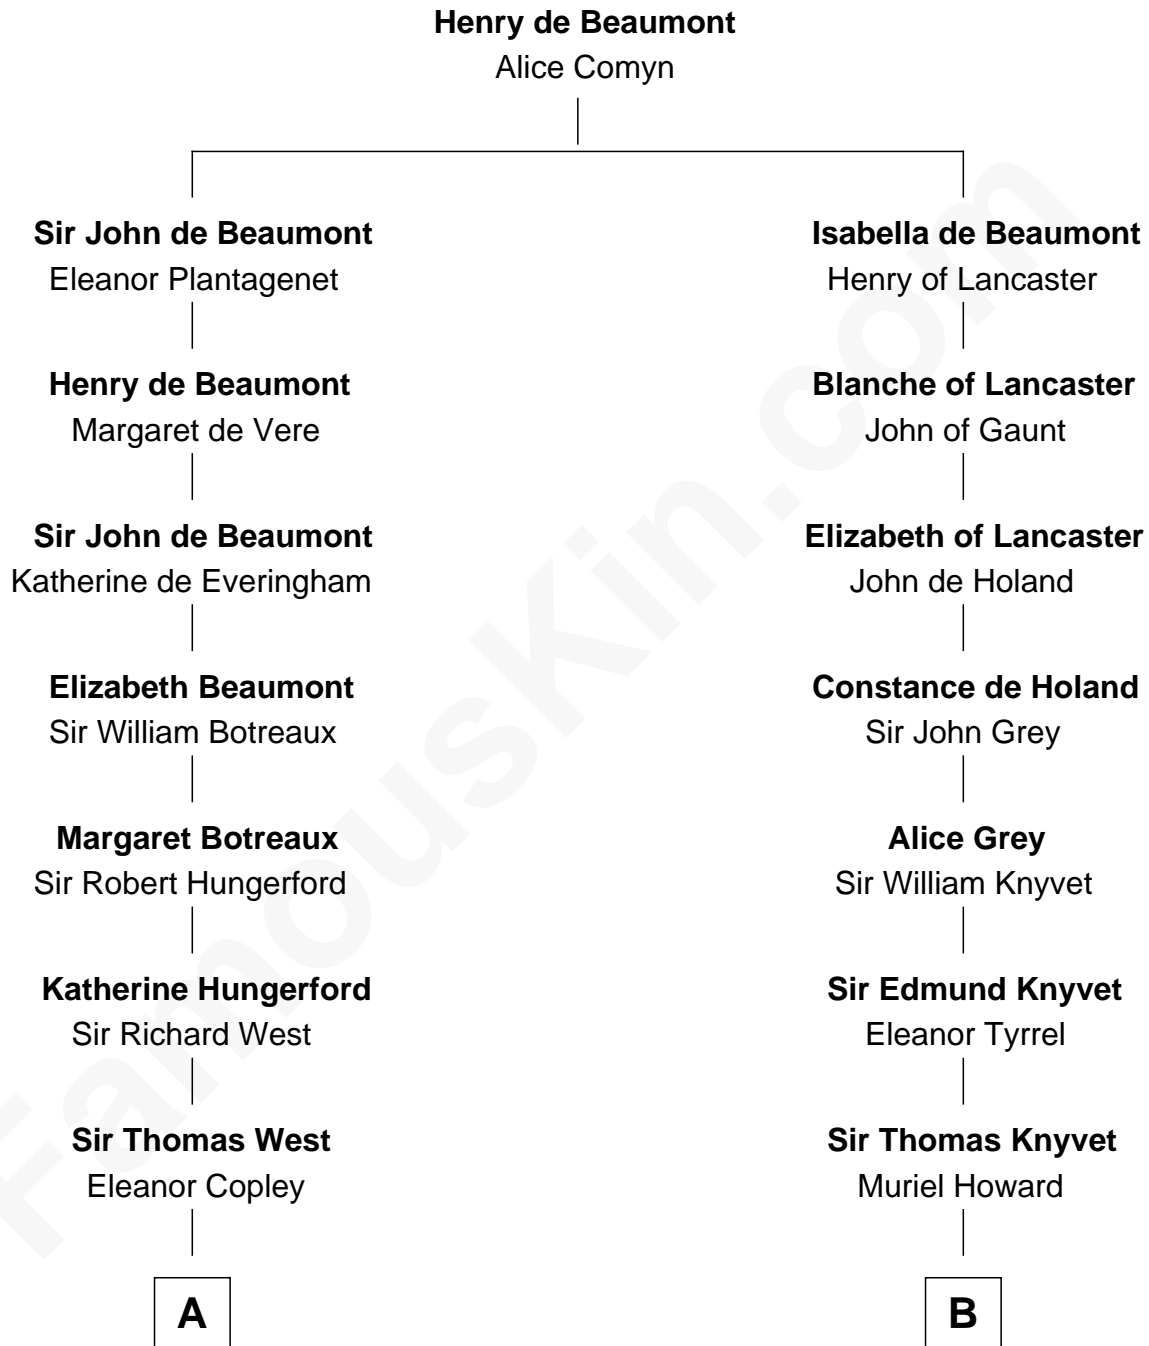 Henry de Beaumont
Alice Comyn
Sir John de Beaumont
Eleanor Plantagenet
Isabella de Beaumont
Henry of Lancaster
Henry de Beaumont
Margaret de Vere
Blanche of Lancaster
John of Gaunt
Sir John de Beaumont
Katherine de Everingham
Elizabeth of Lancaster
John de Holand
Elizabeth Beaumont
Sir William Botreaux
Constance de Holand
Sir John Grey
Margaret Botreaux
Sir Robert Hungerford
Alice Grey
Sir William Knyvet
Katherine Hungerford
Sir Richard West
Sir Edmund Knyvet
Eleanor Tyrrel
Sir Thomas West
Eleanor Copley
Sir Thomas Knyvet
Muriel Howard
A
B
FamousKin.com